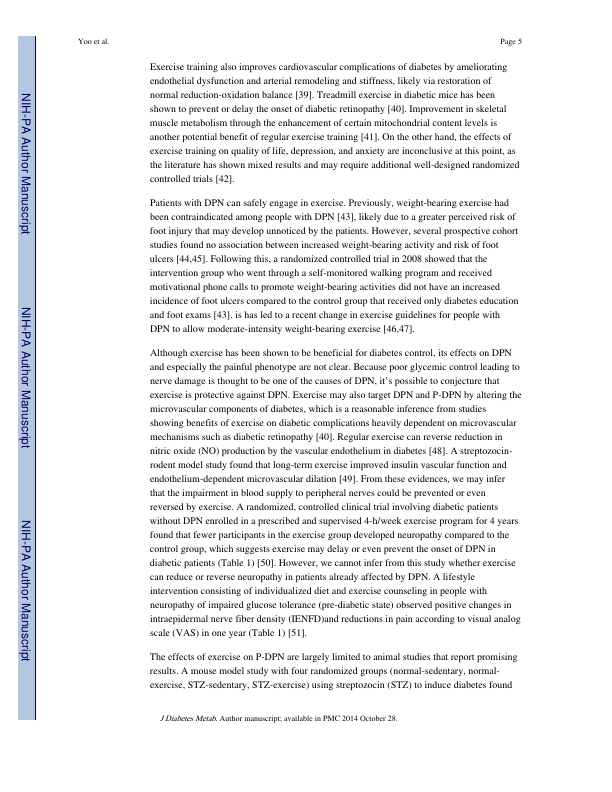 Yoo et al.
Page 5
Exercise training also improves cardiovascular complications of diabetes by ameliorating
endothelial dysfunction and arterial remodeling and stiffness, likely via restoration of
normal reduction-oxidation balance [39]. Treadmill exercise in diabetic mice has been
shown to prevent or delay the onset of diabetic retinopathy [40]. Improvement in skeletal
muscle metabolism through the enhancement of certain mitochondrial content levels is
another potential benefit of regular exercise training [41]. On the other hand, the effects of
exercise training on quality of life, depression, and anxiety are inconclusive at this point, as
the literature has shown mixed results and may require additional well-designed randomized
controlled trials [42].
Patients with DPN can safely engage in exercise. Previously, weight-bearing exercise had
been contraindicated among people with DPN [43], likely due to a greater perceived risk of
foot injury that may develop unnoticed by the patients. However, several prospective cohort
studies found no association between increased weight-bearing activity and risk of foot
ulcers [44,45]. Following this, a randomized controlled trial in 2008 showed that the
intervention group who went through a self-monitored walking program and received
motivational phone calls to promote weight-bearing activities did not have an increased
incidence of foot ulcers compared to the control group that received only diabetes education
and foot exams [43]. is has led to a recent change in exercise guidelines for people with
DPN to allow moderate-intensity weight-bearing exercise [46,47].
Although exercise has been shown to be beneficial for diabetes control, its effects on DPN
and especially the painful phenotype are not clear. Because poor glycemic control leading to
nerve damage is thought to be one of the causes of DPN, it's possible to conjecture that
exercise is protective against DPN. Exercise may also target DPN and P-DPN by altering the
microvascular components of diabetes, which is a reasonable inference from studies
showing benefits of exercise on diabetic complications heavily dependent on microvascular
mechanisms such as diabetic retinopathy [40]. Regular exercise can reverse reduction in
nitric oxide (NO) production by the vascular endothelium in diabetes [48]. A streptozocin-
rodent model study found that long-term exercise improved insulin vascular function and
endothelium-dependent microvascular dilation [49]. From these evidences, we may infer
that the impairment in blood supply to peripheral nerves could be prevented or even
reversed by exercise. A randomized, controlled clinical trial involving diabetic patients
without DPN enrolled in a prescribed and supervised 4-h/week exercise program for 4 years
found that fewer participants in the exercise group developed neuropathy compared to the
control group, which suggests exercise may delay or even prevent the onset of DPN in
diabetic patients (Table 1) [50]. However, we cannot infer from this study whether exercise
can reduce or reverse neuropathy in patients already affected by DPN. A lifestyle
intervention consisting of individualized diet and exercise counseling in people with
neuropathy of impaired glucose tolerance (pre-diabetic state) observed positive changes in
intraepidermal nerve fiber density (IENFD)and reductions in pain according to visual analog
scale (VAS) in one year (Table 1) [51].
The effects of exercise on P-DPN are largely limited to animal studies that report promising
results. A mouse model study with four randomized groups (normal-sedentary, normal-
exercise, STZ-sedentary, STZ-exercise) using streptozocin (STZ) to induce diabetes found
J Diabetes Metab. Author manuscript; available in PMC 2014 October 28.
NIH-PA Author Manuscript
NIH-PA Author Manuscript
NIH-PA Author Manuscript